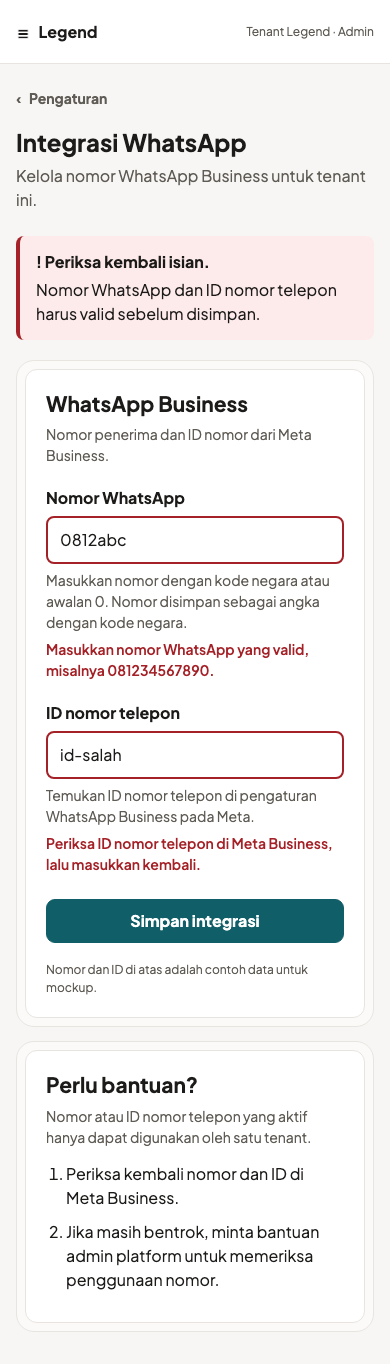 ≡ Legend
Tenant Legend · Admin
‹ Pengaturan
Integrasi WhatsApp
Kelola nomor WhatsApp Business untuk tenant
ini.
! Periksa kembali isian.
Nomor WhatsApp dan ID nomor telepon
harus valid sebelum disimpan.
WhatsApp Business
Nomor penerima dan ID nomor dari Meta
Business.
Nomor WhatsApp
0812abc
Masukkan nomor dengan kode negara atau
awalan 0. Nomor disimpan sebagai angka
dengan kode negara.
Masukkan nomor WhatsApp yang valid,
misalnya 081234567890.
ID nomor telepon
id-salah
Temukan ID nomor telepon di pengaturan
WhatsApp Business pada Meta.
Periksa ID nomor telepon di Meta Business,
lalu masukkan kembali.
Simpan integrasi
Nomor dan ID di atas adalah contoh data untuk
mockup.
Perlu bantuan?
Nomor atau ID nomor telepon yang aktif
hanya dapat digunakan oleh satu tenant.
1. Periksa kembali nomor dan ID di
Meta Business.
2. Jika masih bentrok, minta bantuan
admin platform untuk memeriksa
penggunaan nomor.